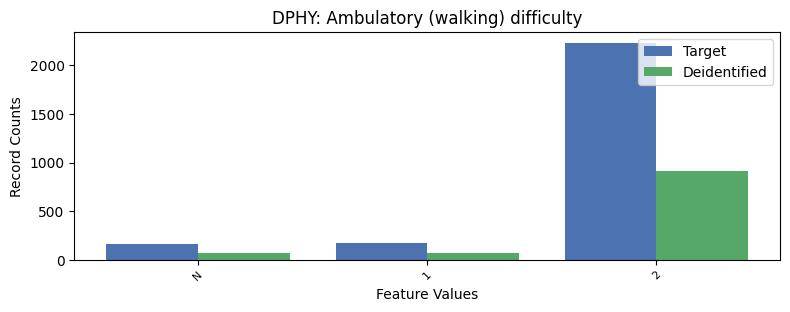 DPHY: Ambulatory (walking) difficulty
Target
Deidentified
Record Counts
2000
1500
1000
500
0
N
1
2
Feature Values